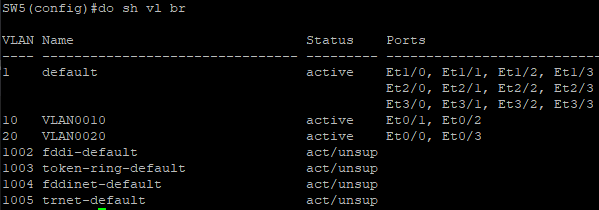 SW5(config)#do sh vl br
VLAN Name                             Status    Ports
---- -------------------------------- --------- -------------------------------
1    default                          active    Et1/0, Et1/1, Et1/2, Et1/3
                                                Et2/0, Et2/1, Et2/2, Et2/3
                                                Et3/0, Et3/1, Et3/2, Et3/3
10   VLAN0010                         active    Et0/1, Et0/2
20   VLAN0020                         active    Et0/0, Et0/3
1002 fddi-default                     act/unsup
1003 token-ring-default               act/unsup
1004 fddinet-default                  act/unsup
1005 trnet-default                    act/unsup